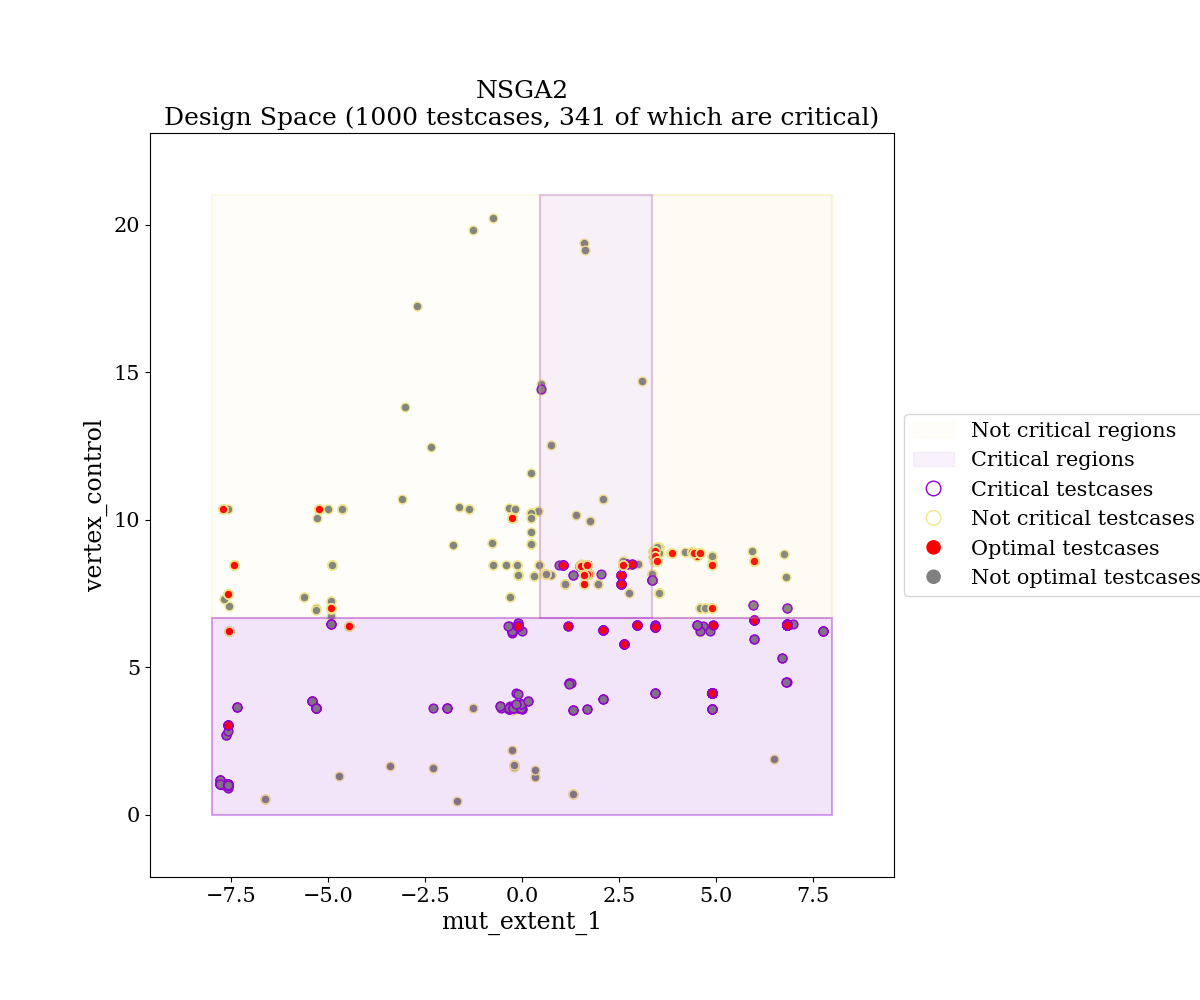 NSGA2
Design Space (1000 testcases, 341 of which are critical)
vertex_control
20
15
10
5
0
−7.5
−5.0
−2.5
0.0
2.5
5.0
7.5
mut_extent_1
Not critical regions
Critical regions
Critical testcases
Not critical testcases
Optimal testcases
Not optimal testcases